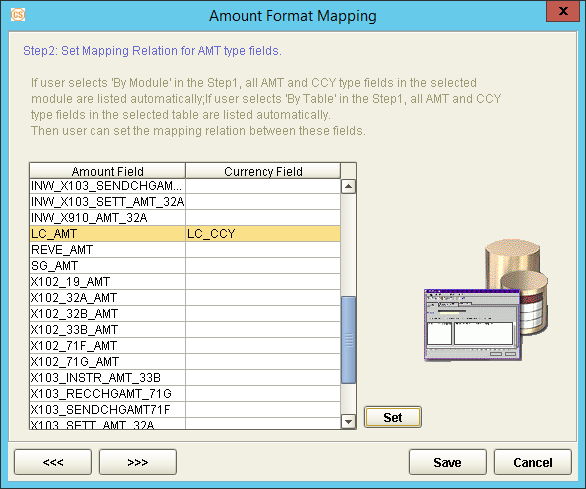 Amount Format Mapping
X
Step2: Set Mapping Relation for AMT type fields.
If user selects 'By Module' in the Step1, all AMT and CCY type fields in the selected
module are listed automatically;If user selects 'By Table' in the Step1, all AMT and CCY
type fields in the selected table are listed automatically.
Then user can set the mapping relation between these fields.
Amount Field Currency Field
INW_X103_SENDCHGAM...
INW_X103_SETT_AMT_32A
INW_X910_AMT_32A
LC_AMT LC_CCY
REVE_AMT
SG_AMT
X102_19_AMT
X102_32A_AMT
X102_32B_AMT
X102_33B_AMT
X102_71F_AMT
X102_71G_AMT
X103_INSTR_AMT_33B
X103_RECCHGAMT_71G
X103_SENDCHGAMT71F
X103_SETT_AMT_32A
Set
<<< >>> Save Cancel